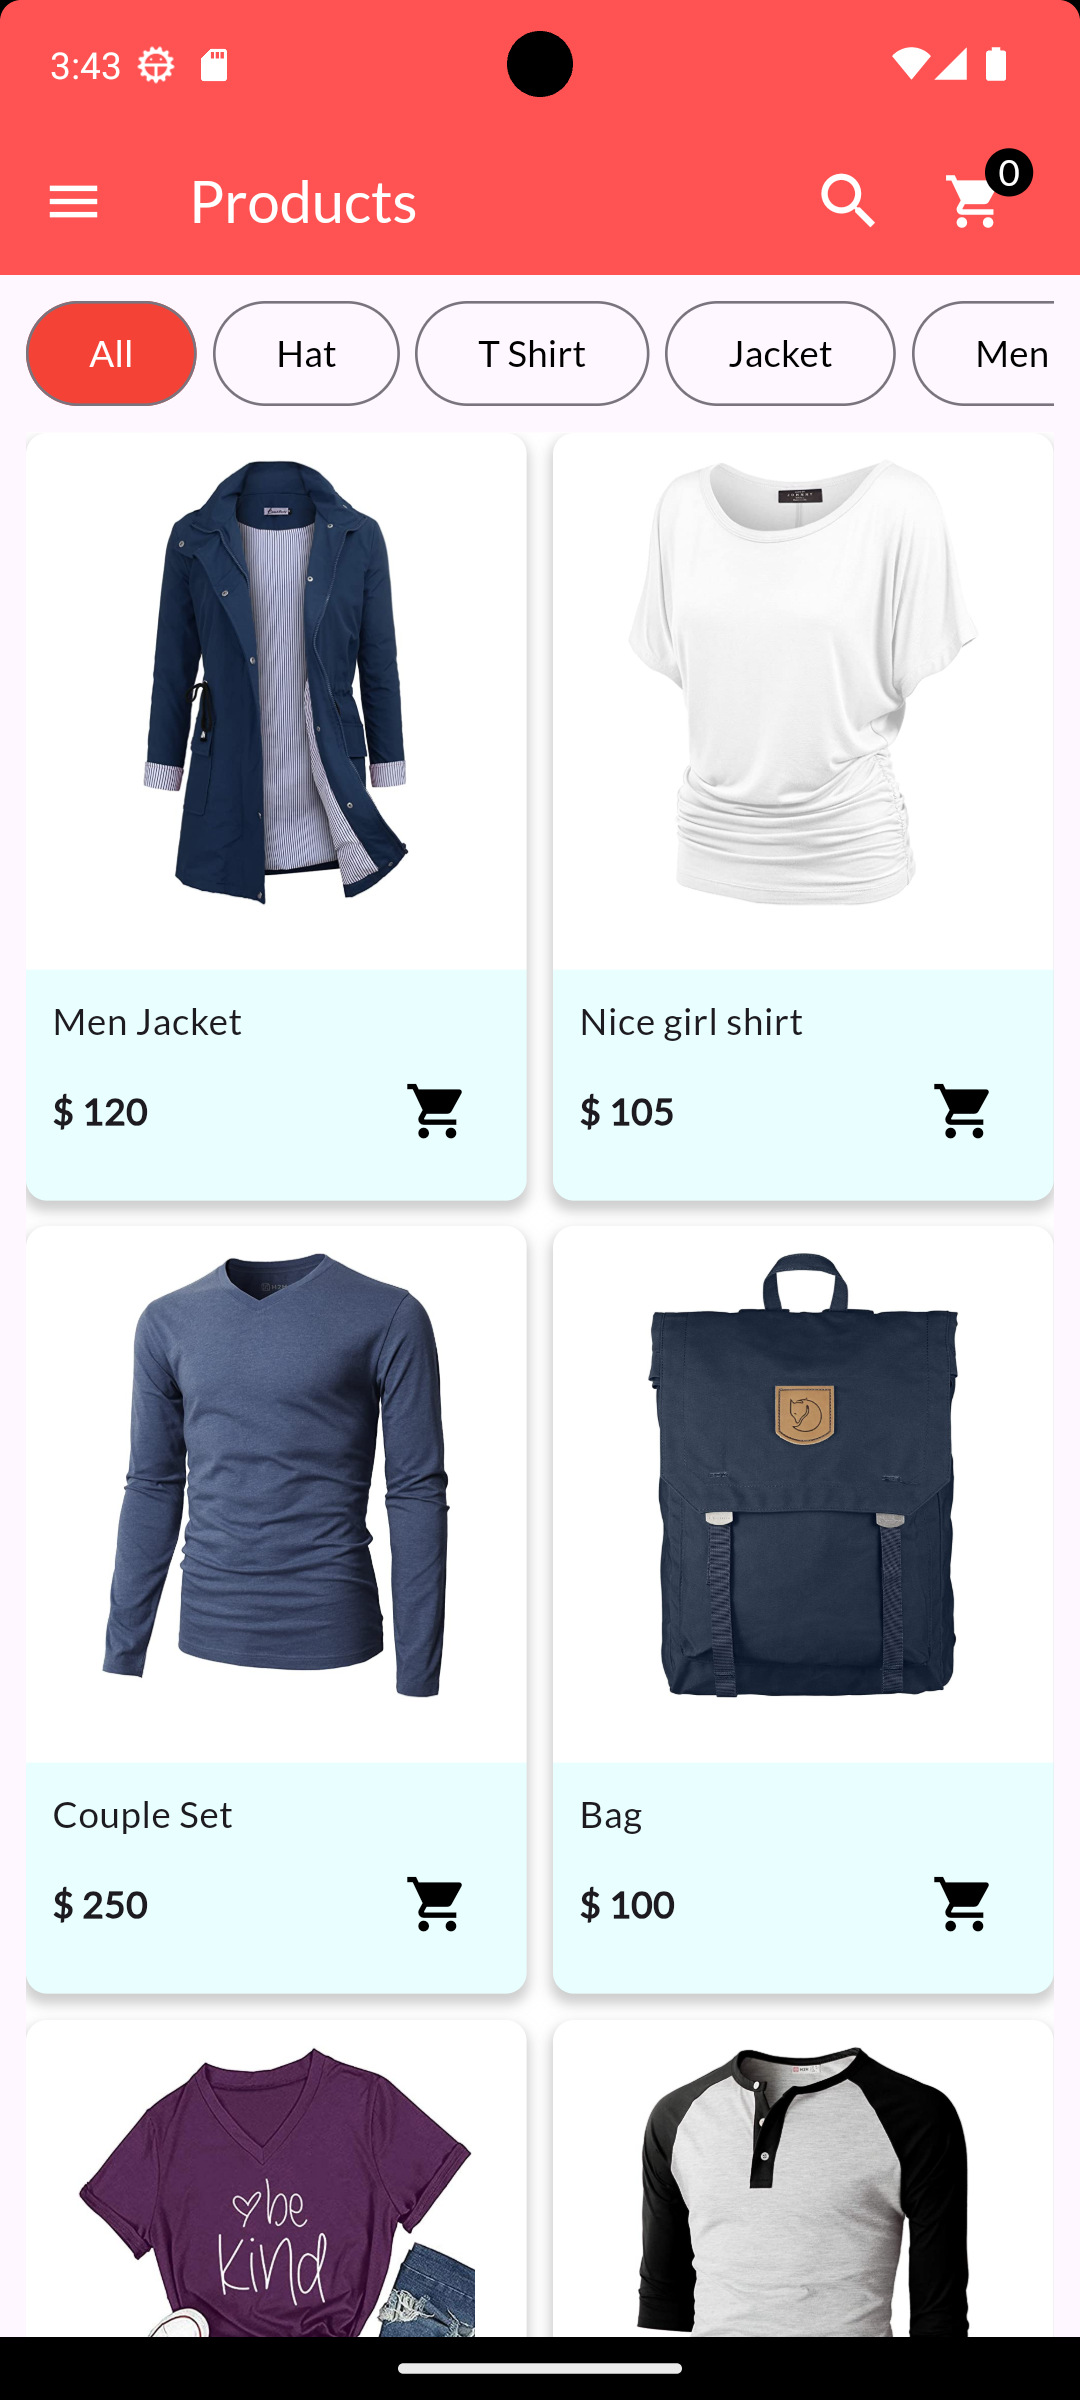 3:43
Products
0
All
Hat
T Shirt
Jacket
Men
Men Jacket
Nice girl shirt
$ 120
$ 105
Couple Set
Bag
$ 250
$ 100
be
kind